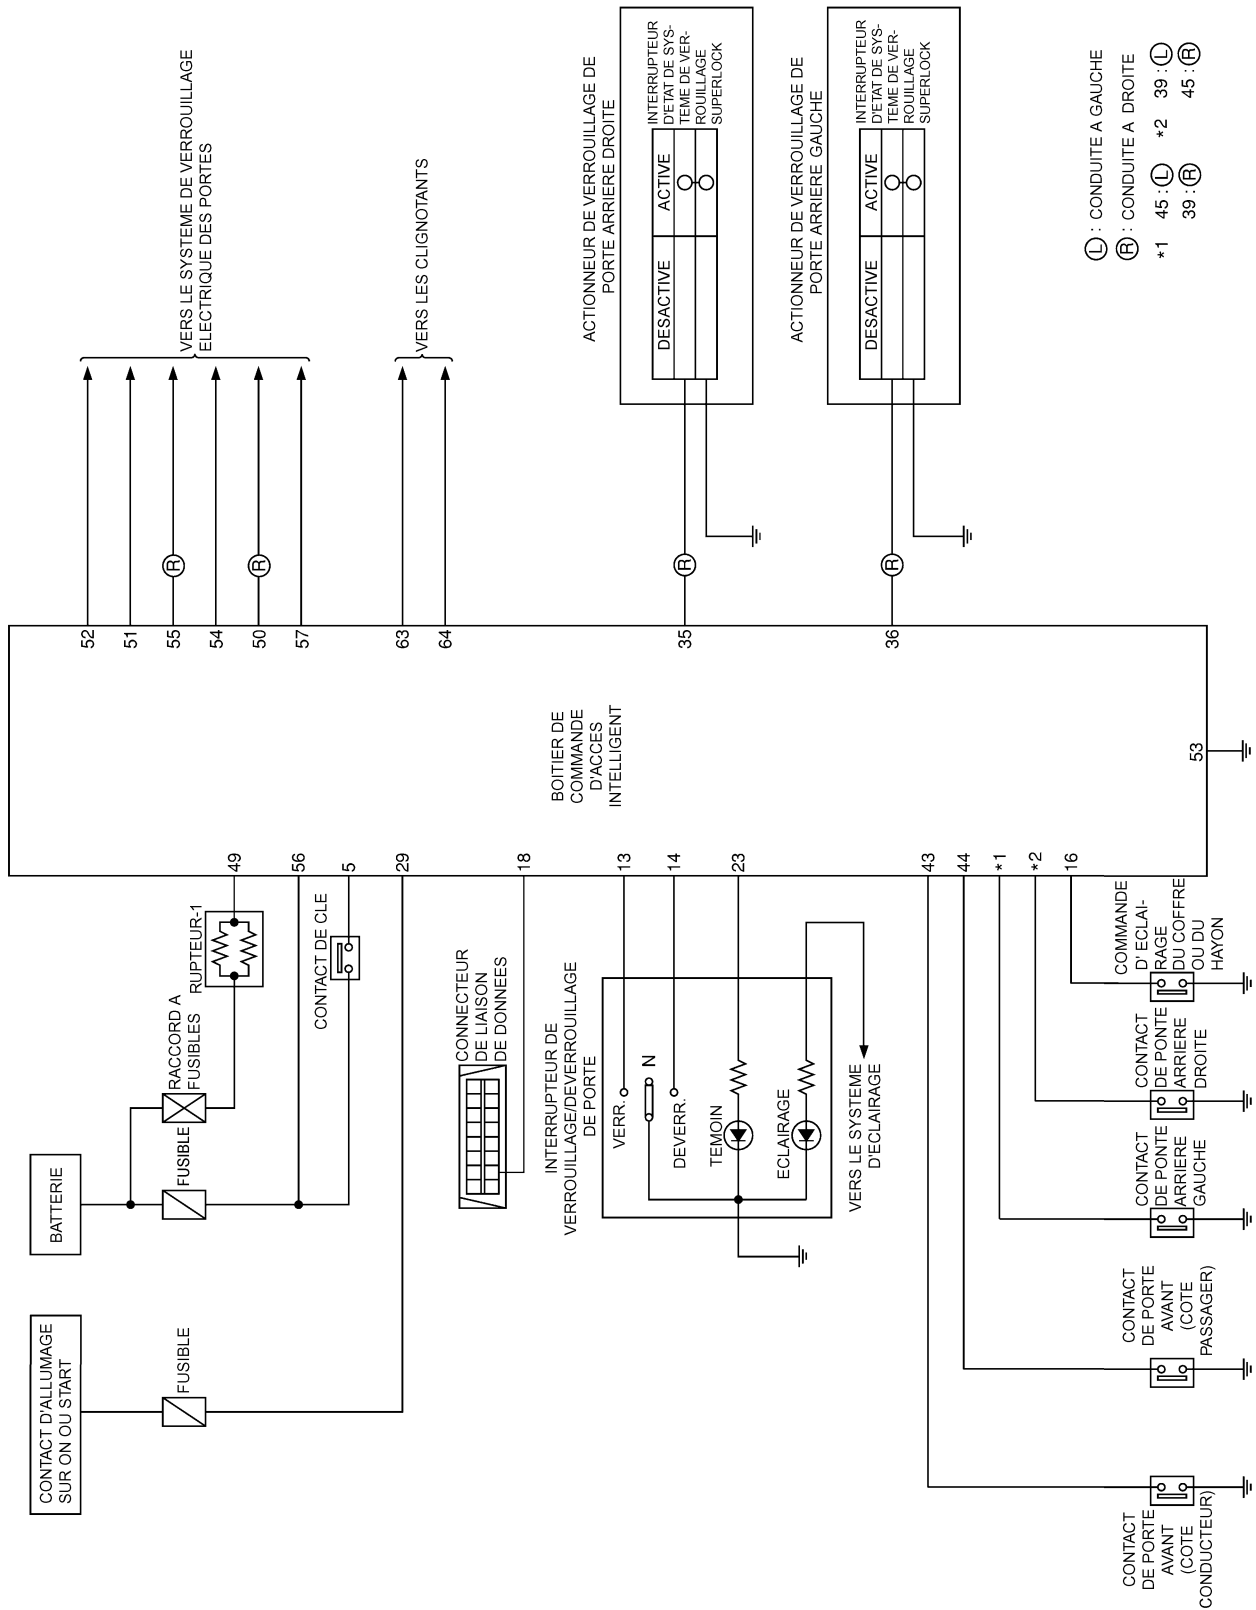 CONTACT D'ALLUMAGE
SUR ON OU START
BATTERIE
FUSIBLE
FUSIBLE
RACCORD A
FUSIBLES
RUPTEUR-1
CONTACT DE CLE
49
56
5
29
18
13
14
23
43
44
*1
*2
16
CONNECTEUR
DE LIAISON
DE DONNEES
INTERRUPTEUR DE
VERROUILLAGE/DEVERROUILLAGE
DE PORTE
VERR.
N
DEVERR.
TEMOIN
ECLAIRAGE
VERS LE SYSTEME
D'ECLAIRAGE
CONTACT
DE PORTE
AVANT
(COTE
CONDUCTEUR)
CONTACT
DE PORTE
AVANT
(COTE
PASSAGER)
CONTACT
DE PONTE
ARRIERE
GAUCHE
CONTACT
DE PONTE
ARRIERE
DROITE
COMMANDE
D' ECLAI-
RAGE
DU COFFRE
OU DU
HAYON
BOITIER DE
COMMANDE
D'ACCES
INTELLIGENT
53
52
51
55
54
50
57
63
64
35
36
R
R
R
R
VERS LE SYSTEME DE VERROUILLAGE
ELECTRIQUE DES PORTES
VERS LES CLIGNOTANTS
ACTIONNEUR DE VERROUILLAGE DE
PORTE ARRIERE DROITE
DESACTIVE ACTIVE
INTERRUPTEUR
D'ETAT DE SYS-
TEME DE VER-
ROUILLAGE
SUPERLOCK
ACTIONNEUR DE VERROUILLAGE DE
PORTE ARRIERE GAUCHE
DESACTIVE ACTIVE
INTERRUPTEUR
D'ETAT DE SYS-
TEME DE VER-
ROUILLAGE
SUPERLOCK
L : CONDUITE A GAUCHE
R : CONDUITE A DROITE
*1 45 : L *2 39 : L
39 : R 45 : R